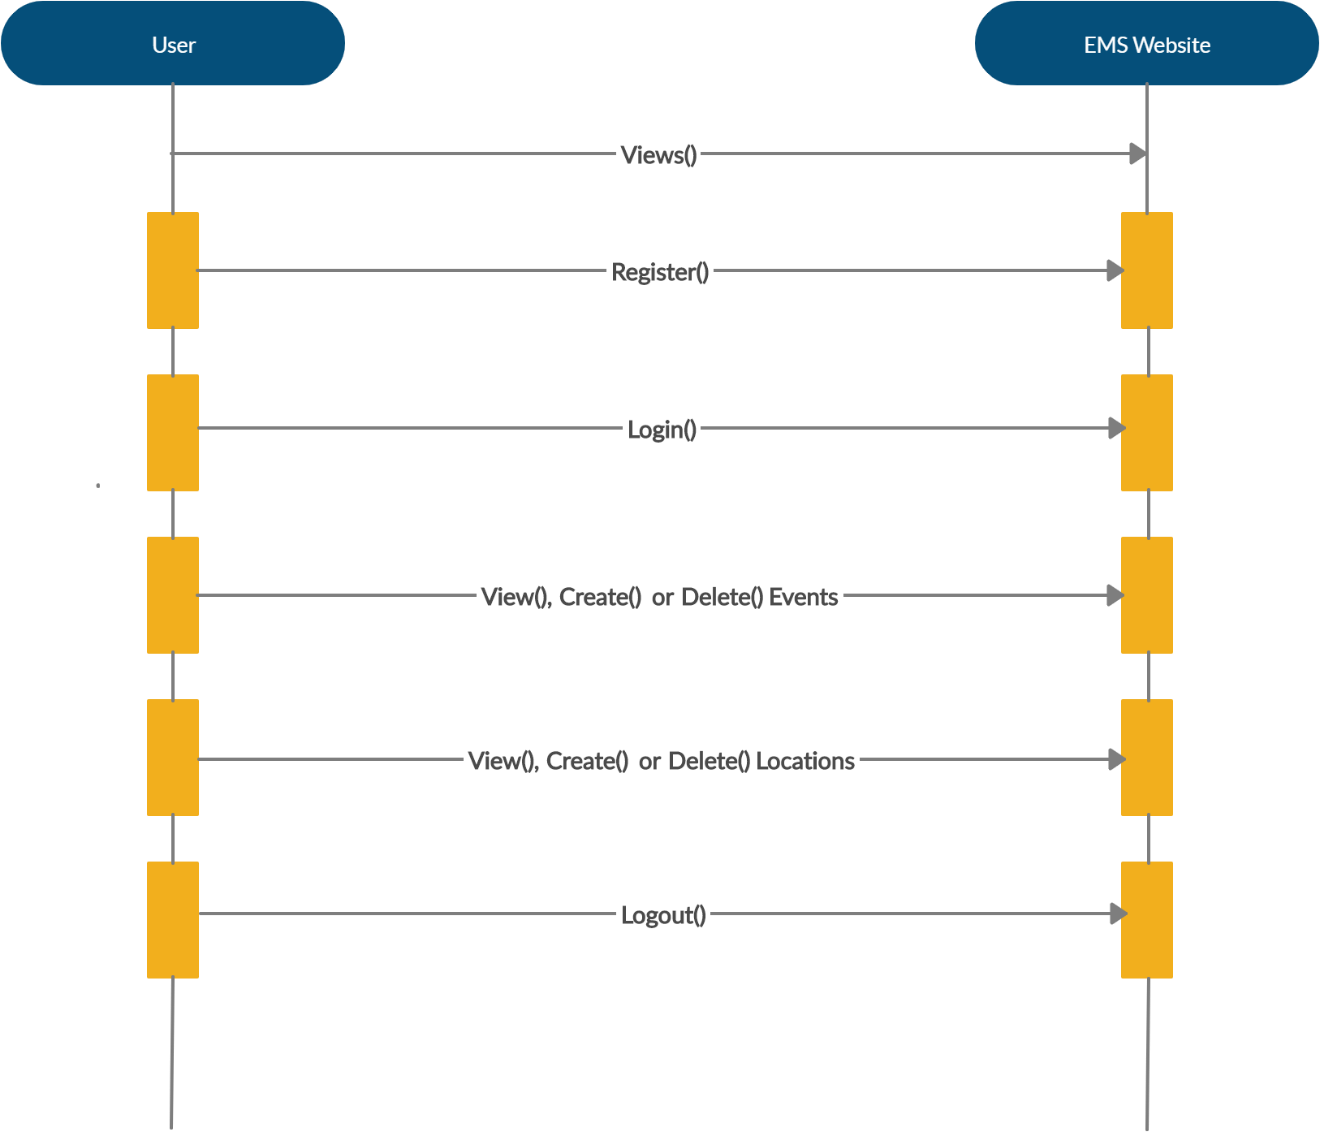 User
EMS Website
Views()
Register()
Login()
View(), Create() or Delete() Events
View(), Create() or Delete() Locations
Logout()